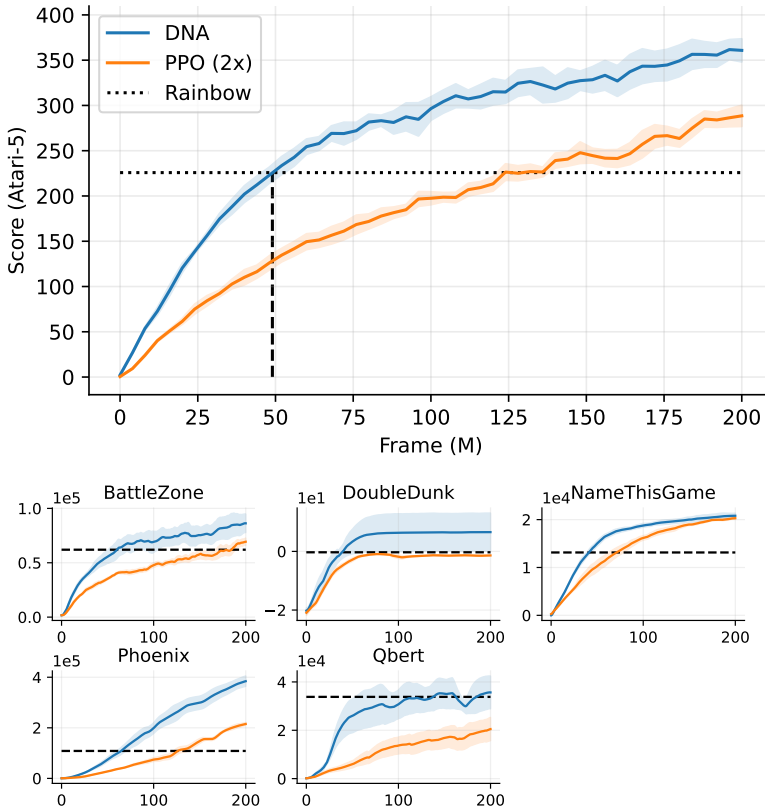 400
350
300
250
200
150
100
50
0
Score (Atari-5)
DNA
PPO (2x)
Rainbow
0 25 50 75 100 125 150 175 200
Frame (M)
1e5 BattleZone
1.0
0.5
0.0
0 100 200
1e1 DoubleDunk
0
−2
0 100 200
1e4 NameThisGame
2
1
0
0 100 200
1e5 Phoenix
4
2
0
0 100 200
1e4 Qbert
4
2
0
0 100 200